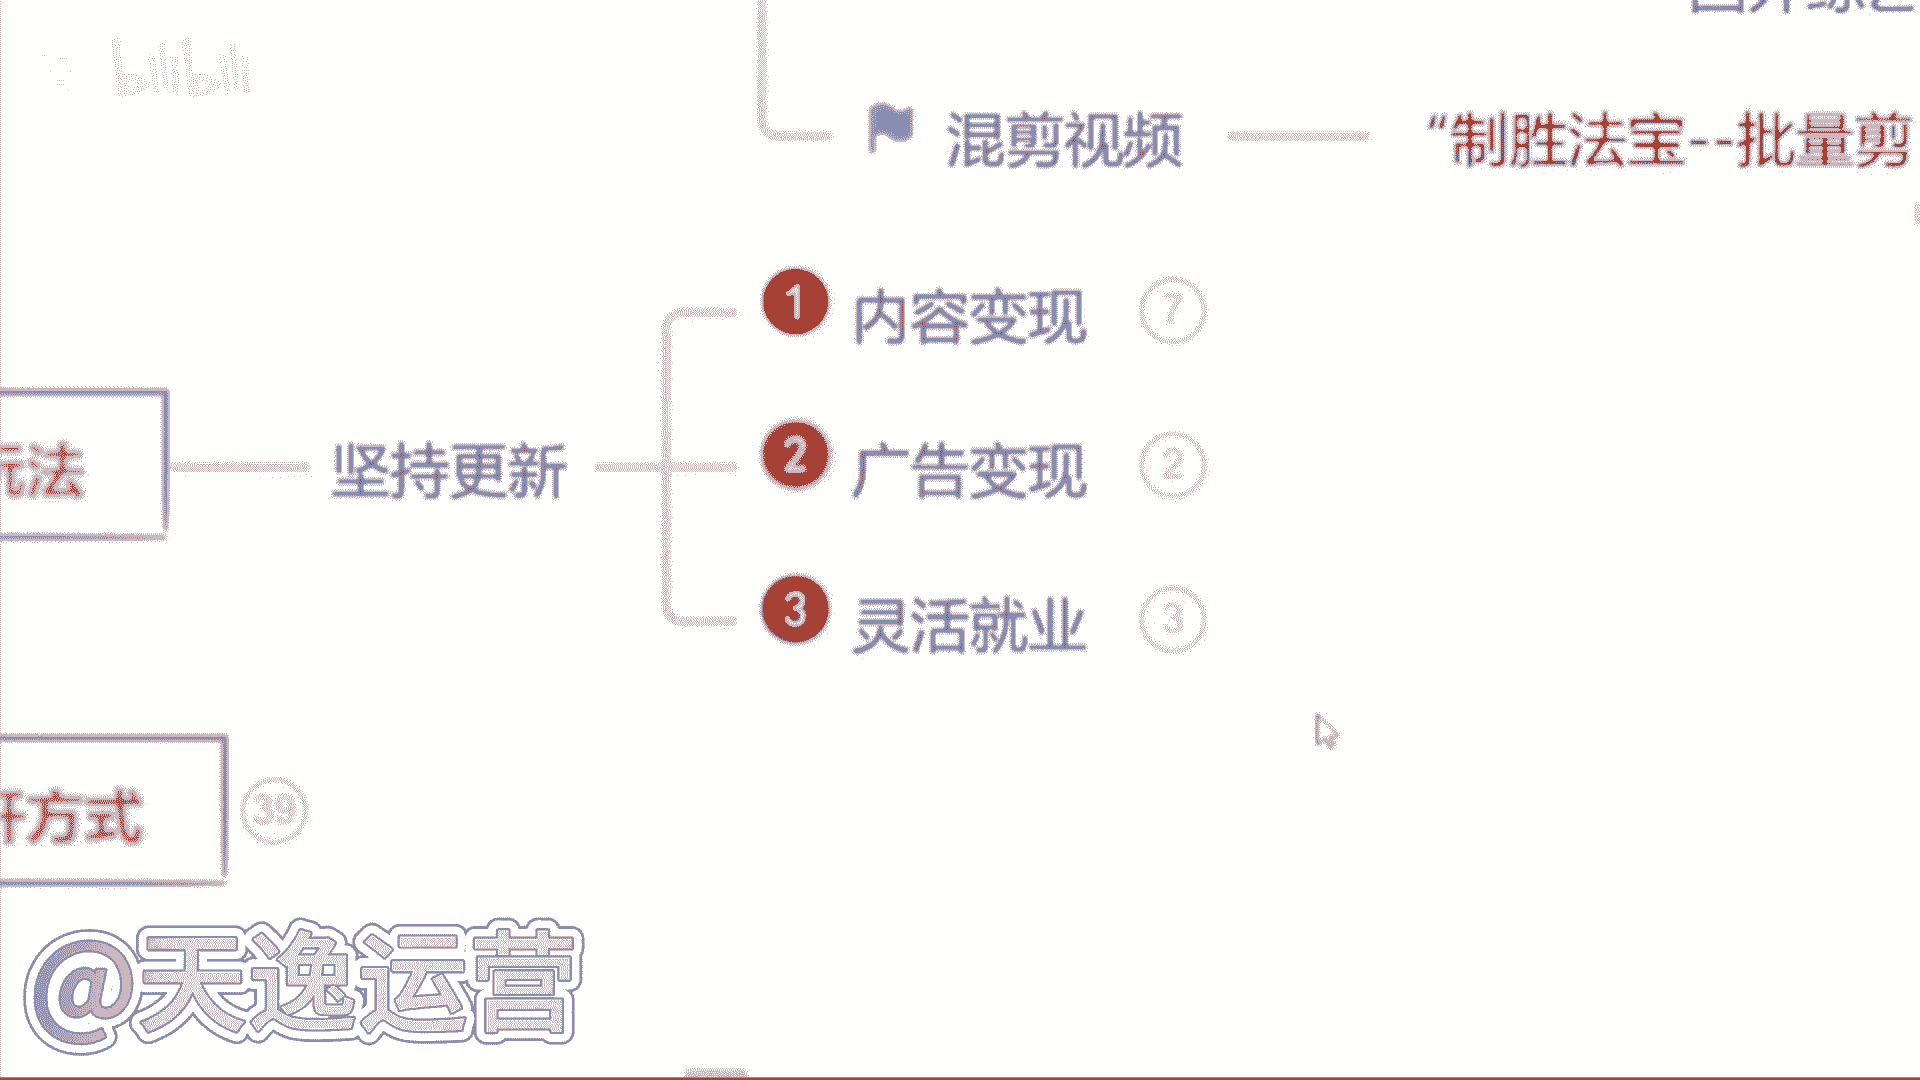 bilibili
混剪视频 “制胜法宝--批量剪
1 内容变现 7
玩法 坚持更新 2 广告变现 2
3 灵活就业 3
方式 39
@天逸运营